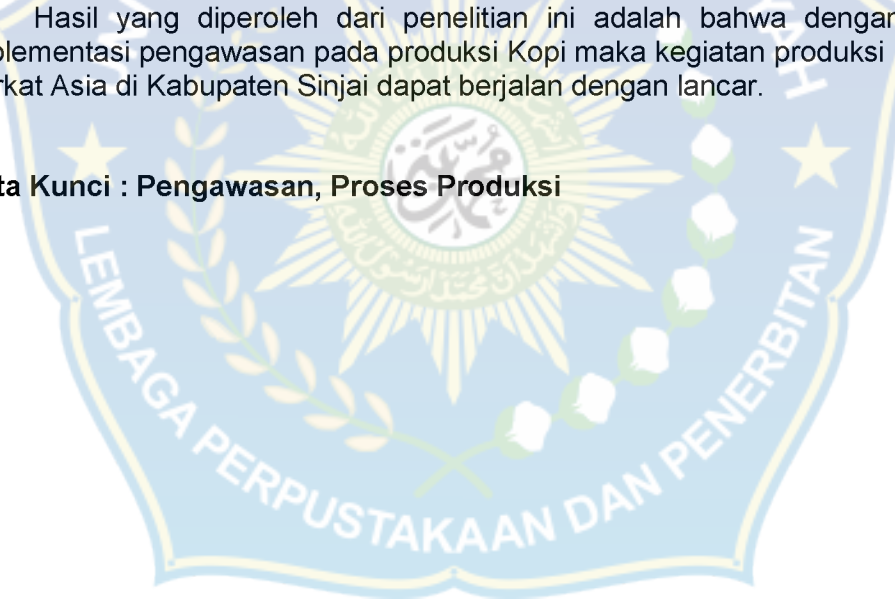 Hasil yang diperoleh dari penelitian ini adalah bahwa dengan
plementasi pengawasan pada produksi Kopi maka kegiatan produksi
rkat Asia di Kabupaten Sinjai dapat berjalan dengan lancar.
ta Kunci : Pengawasan, Proses Produksi
LEMBAGA PERPUSTAKAAN DAN PENERBITAN